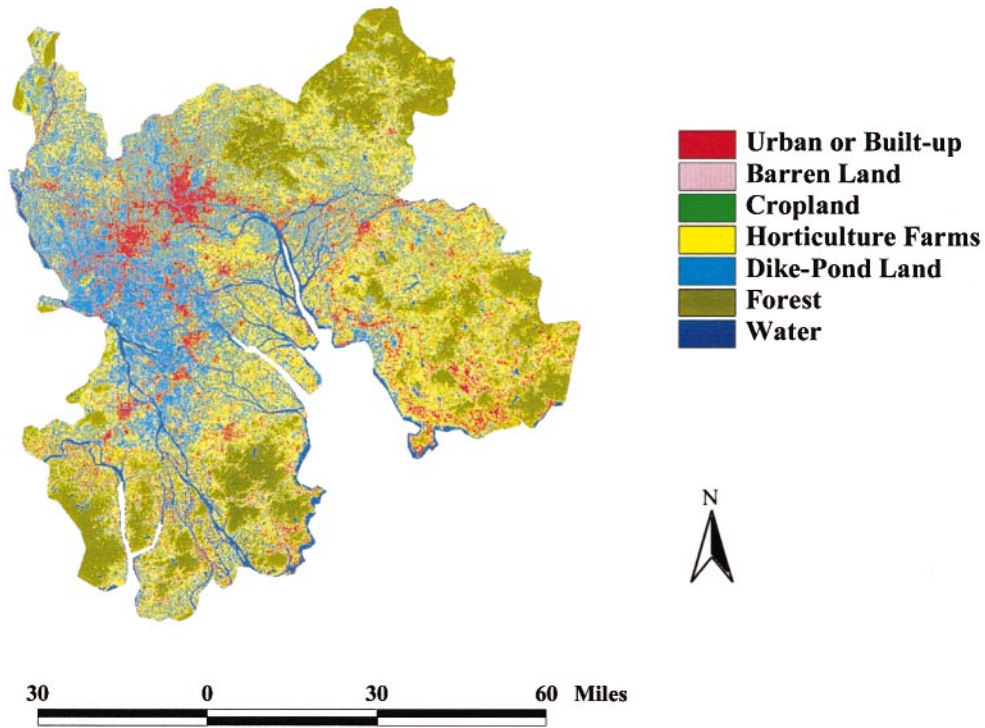 Urban or Built-up
Barren Land
Cropland
Horticulture Farms
Dike-Pond Land
Forest
Water
N
30 0 30 60 Miles